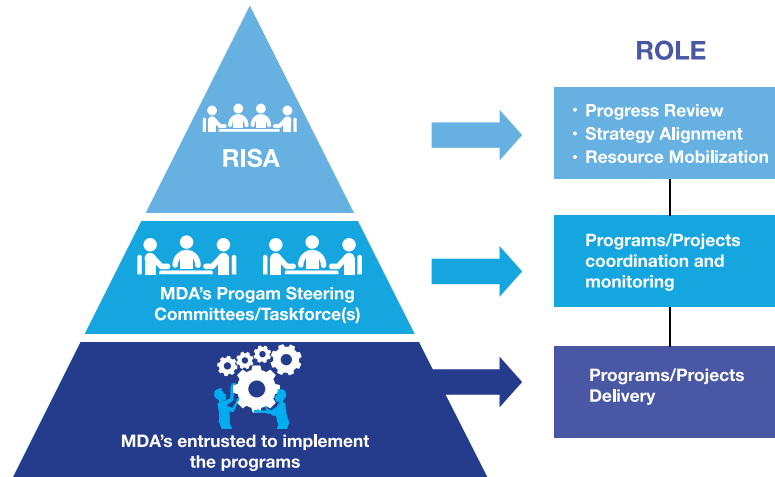 ROLE
RISA
• Progress Review
• Strategy Alignment
• Resource Mobilization
MDA's Progam Steering
Committees/Taskforce(s)
Programs/Projects
coordination and
monitoring
MDA's entrusted to implement
the programs
Programs/Projects
Delivery